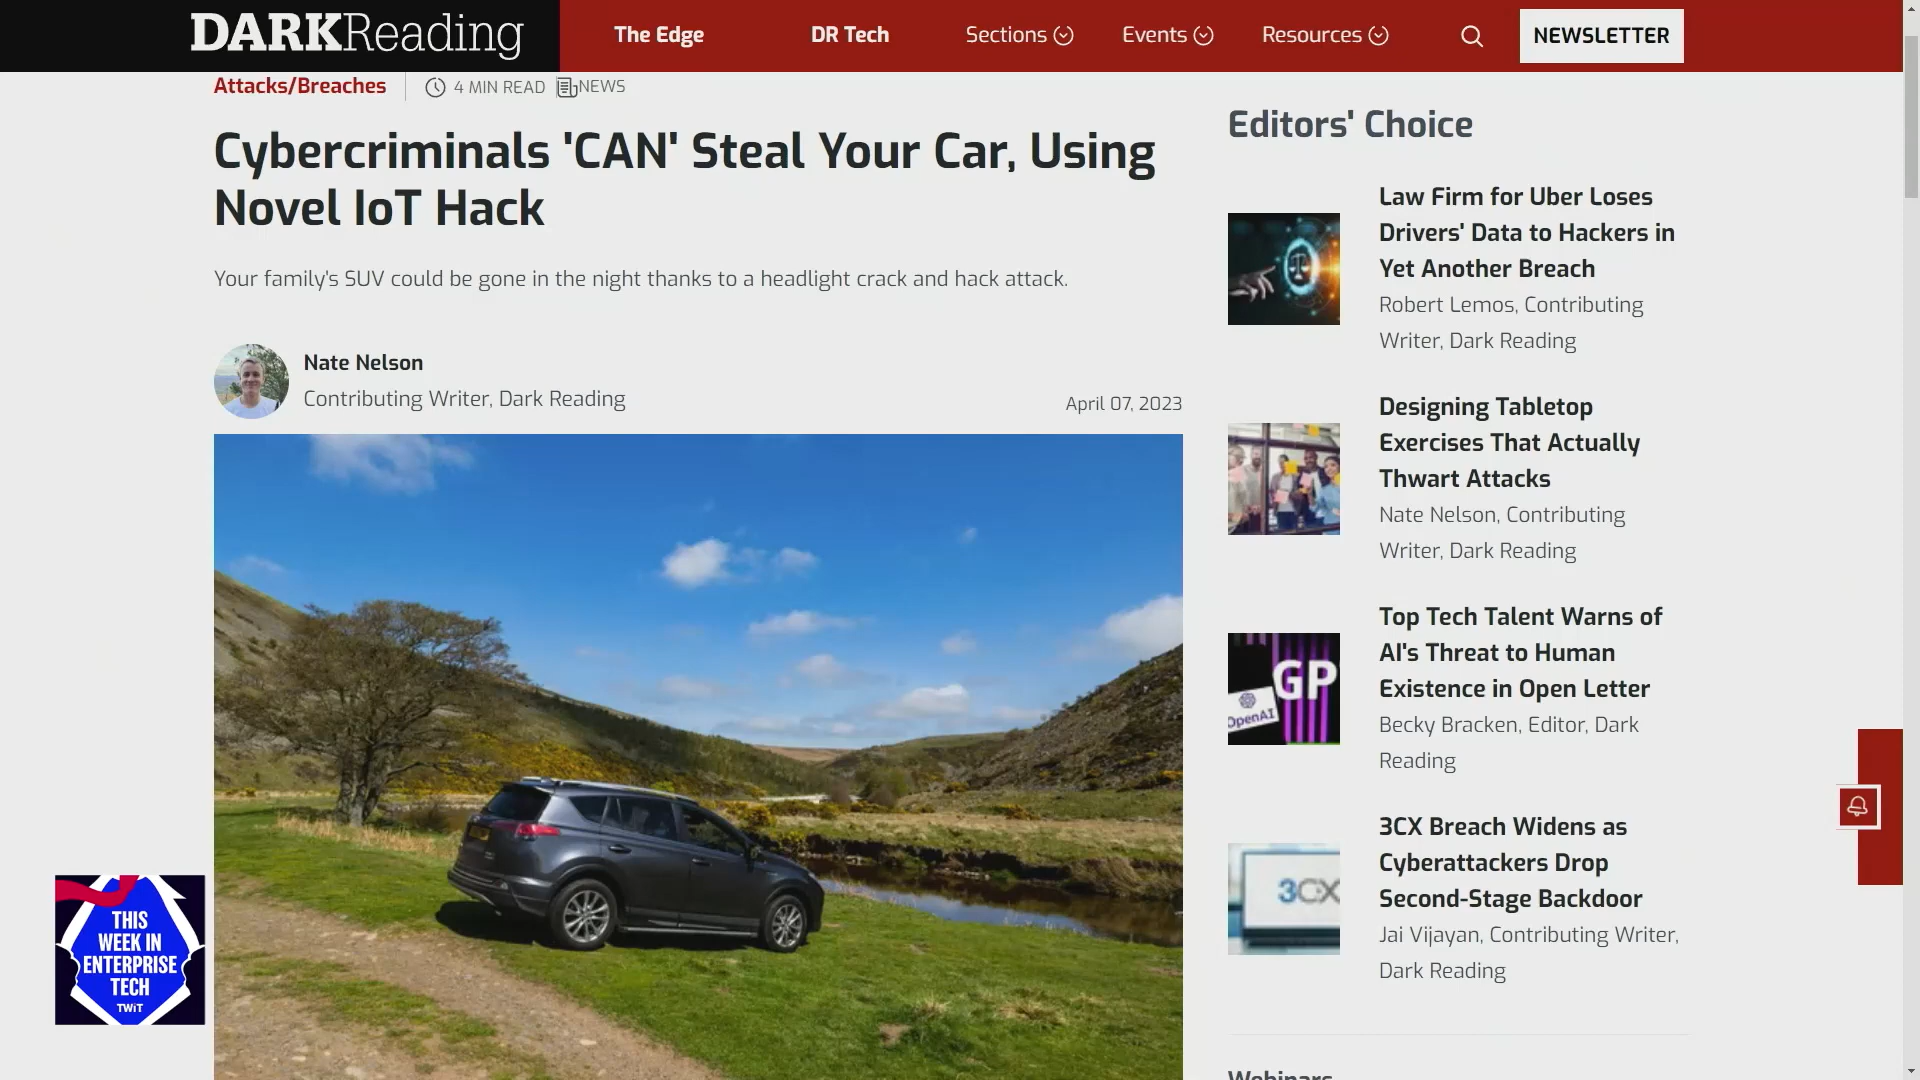 DARKReading
The Edge
DR Tech
Sections
Events
Resources
NEWSLETTER
Attacks/Breaches
4 MIN READ
NEWS
Cybercriminals 'CAN' Steal Your Car, Using
Novel IoT Hack
Your family's SUV could be gone in the night thanks to a headlight crack and hack attack.
Nate Nelson
Contributing Writer, Dark Reading
April 07, 2023
Editors' Choice
Law Firm for Uber Loses
Drivers' Data to Hackers in
Yet Another Breach
Robert Lemos, Contributing
Writer, Dark Reading
Designing Tabletop
Exercises That Actually
Thwart Attacks
Nate Nelson, Contributing
Writer, Dark Reading
GP
OpenAI
Top Tech Talent Warns of
AI's Threat to Human
Existence in Open Letter
Becky Bracken, Editor, Dark
Reading
3CX
3CX Breach Widens as
Cyberattackers Drop
Second-Stage Backdoor
Jai Vijayan, Contributing Writer,
Dark Reading
Webinars
THIS
WEEK IN
ENTERPRISE
TECH
TWiT